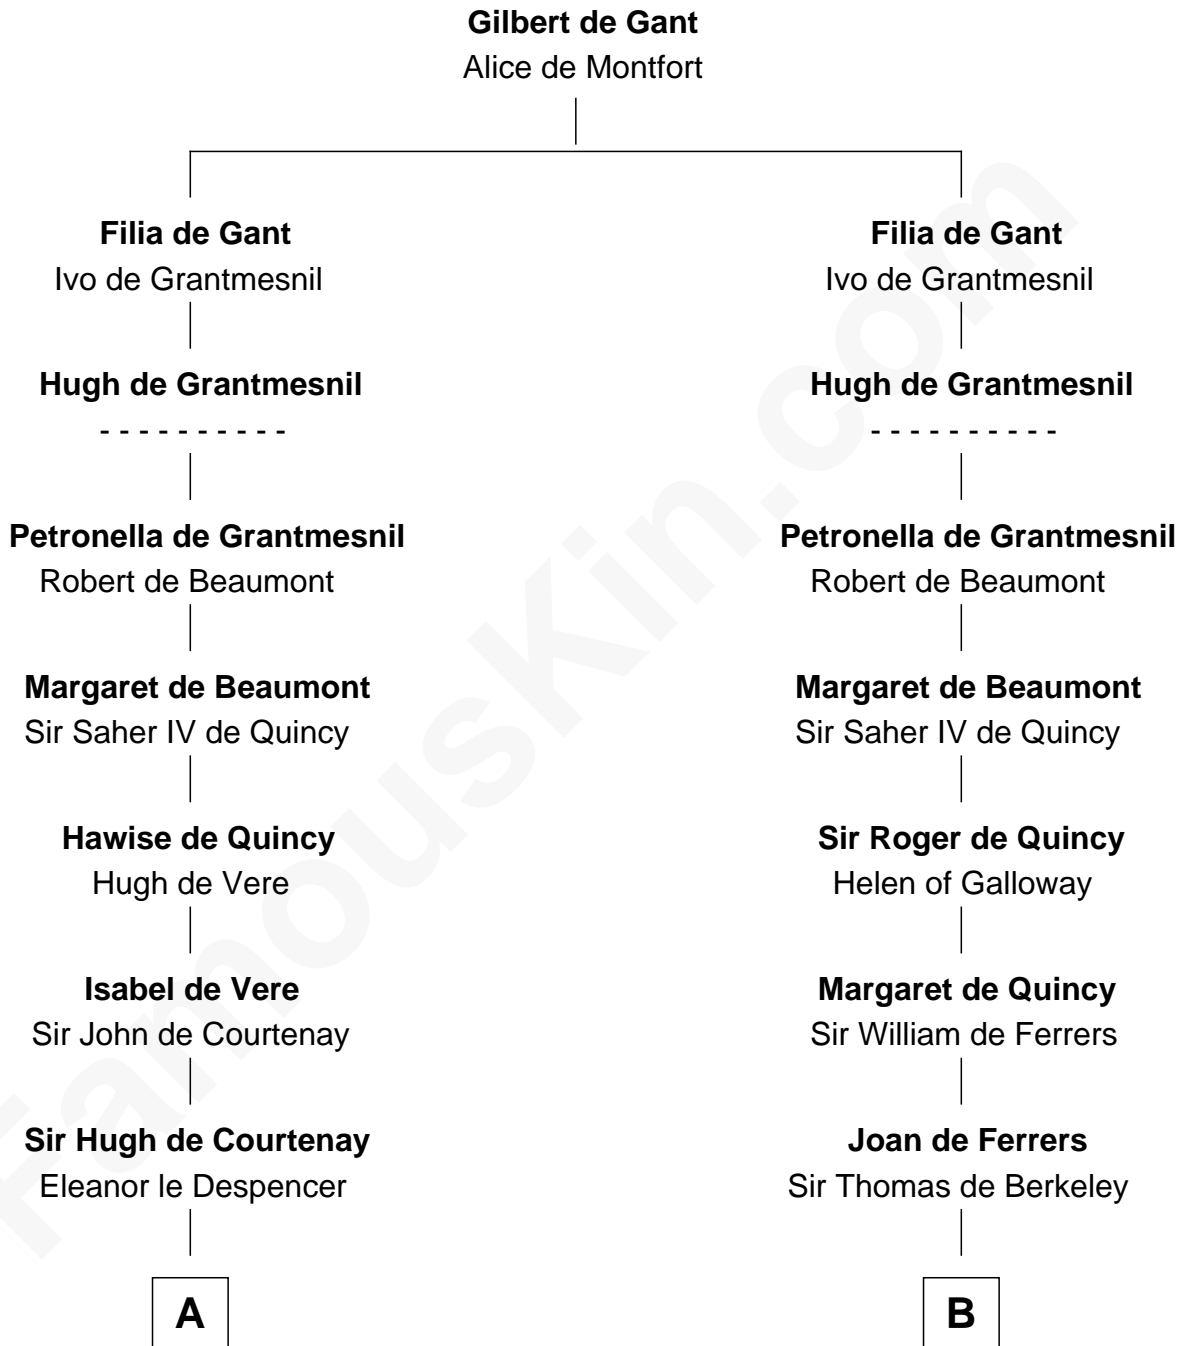 Gilbert de Gant
Alice de Montfort
Filia de Gant
Ivo de Grantmesnil
Hugh de Grantmesnil
- - - - - - - - - -
Petronella de Grantmesnil
Robert de Beaumont
Margaret de Beaumont
Sir Saher IV de Quincy
Hawise de Quincy
Hugh de Vere
Isabel de Vere
Sir John de Courtenay
Sir Hugh de Courtenay
Eleanor le Despencer
A
Filia de Gant
Ivo de Grantmesnil
Hugh de Grantmesnil
- - - - - - - - - -
Petronella de Grantmesnil
Robert de Beaumont
Margaret de Beaumont
Sir Saher IV de Quincy
Sir Roger de Quincy
Helen of Galloway
Margaret de Quincy
Sir William de Ferrers
Joan de Ferrers
Sir Thomas de Berkeley
B
FamousKin.com